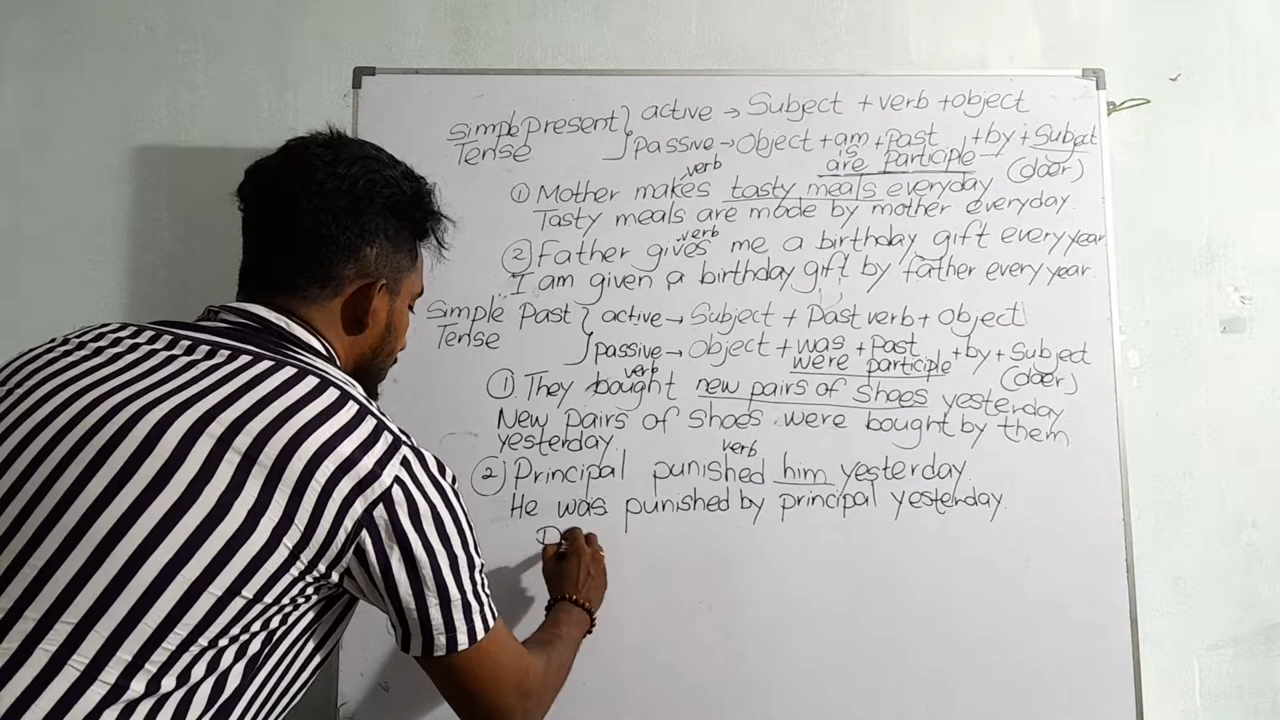 Simple Present } active → Subject + verb + object
Tense } Passive → Object + am + Past + by + Subject
is
are participle (doer)
verb
① Mother makes tasty meals everyday
Tasty meals are made by mother everyday.
verb
② Father gives me a birthday gift every year.
I am given a birthday gift by father every year.
Simple Past } active → Subject + Past verb + Object
Tense } Passive → Object + was + Past + by + Subject
were participle (doer)
verb
① They bought new pairs of Shoes yesterday
New pairs of Shoes were bought by them
yesterday.
verb
② Principal punished him yesterday.
He was punished by principal yesterday.